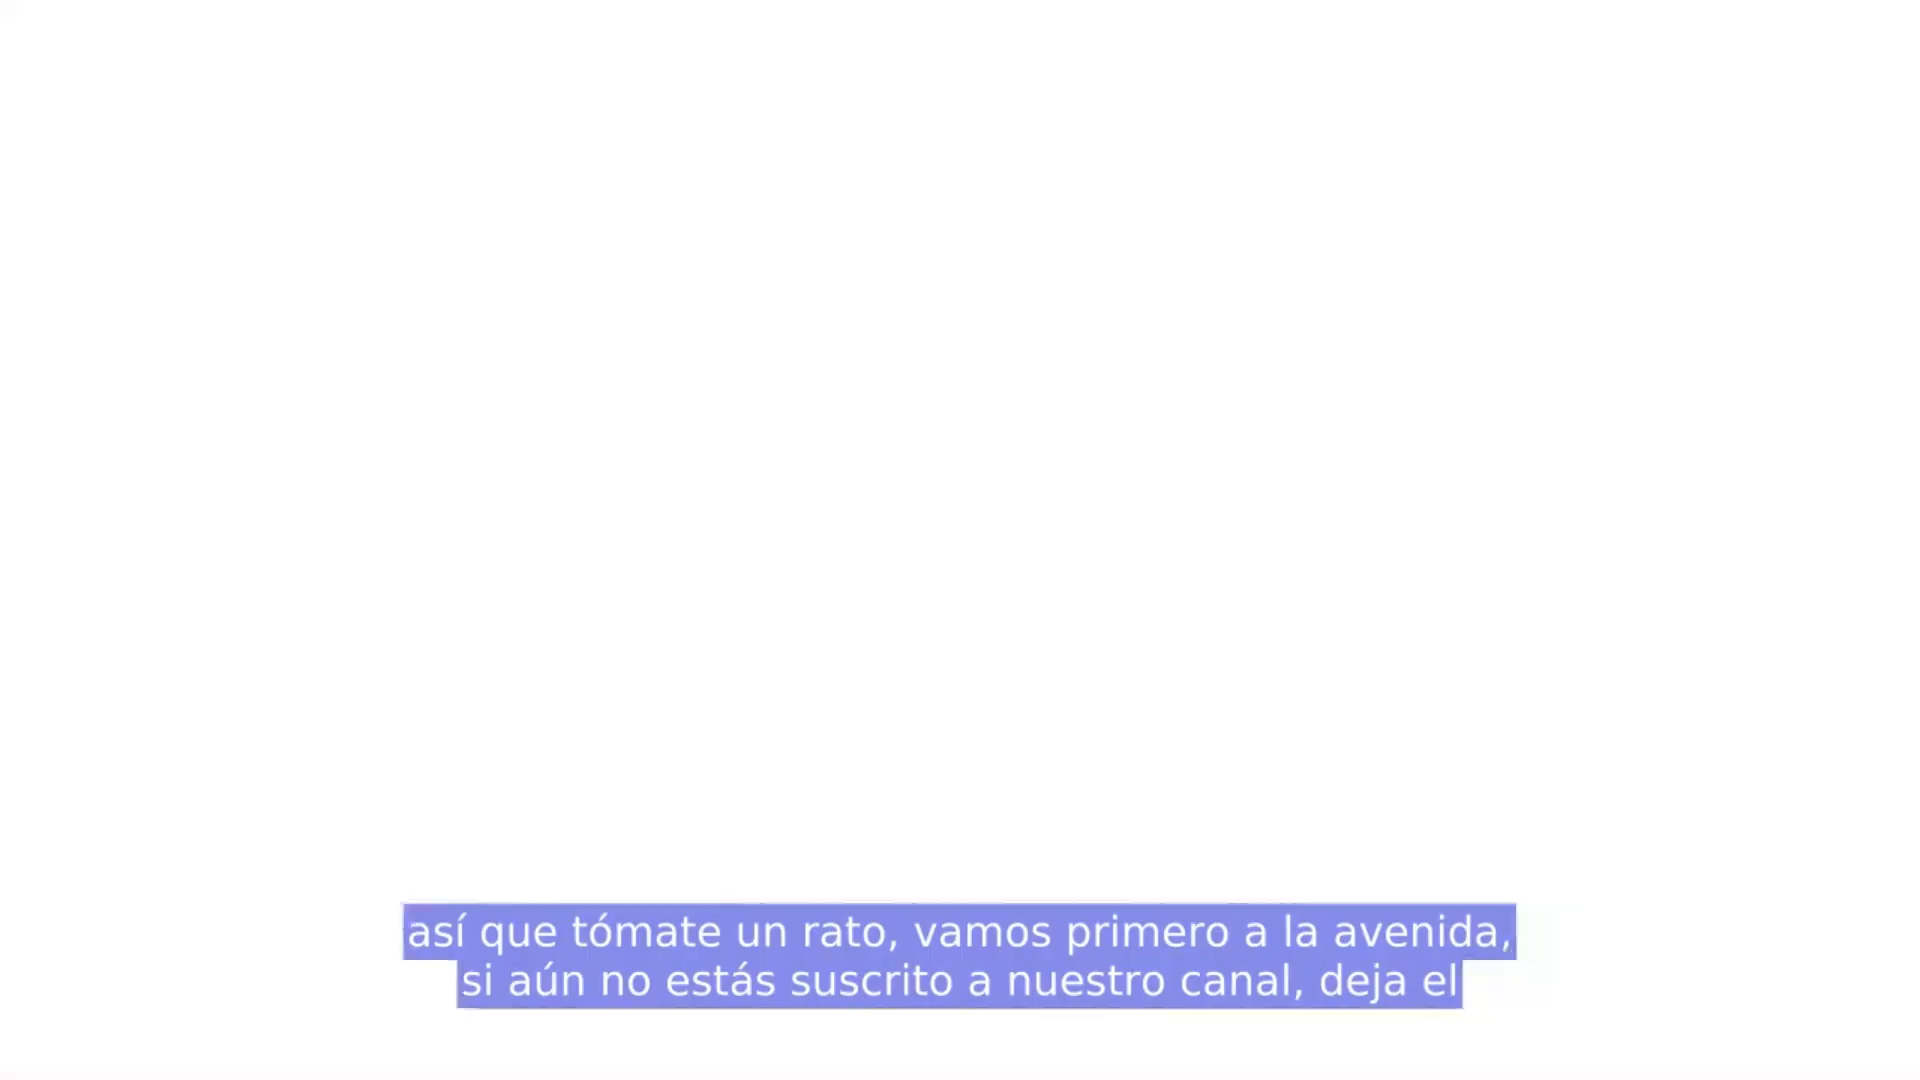 así que tómate un rato, vamos primero a la avenida,
si aún no estás suscrito a nuestro canal, deja el